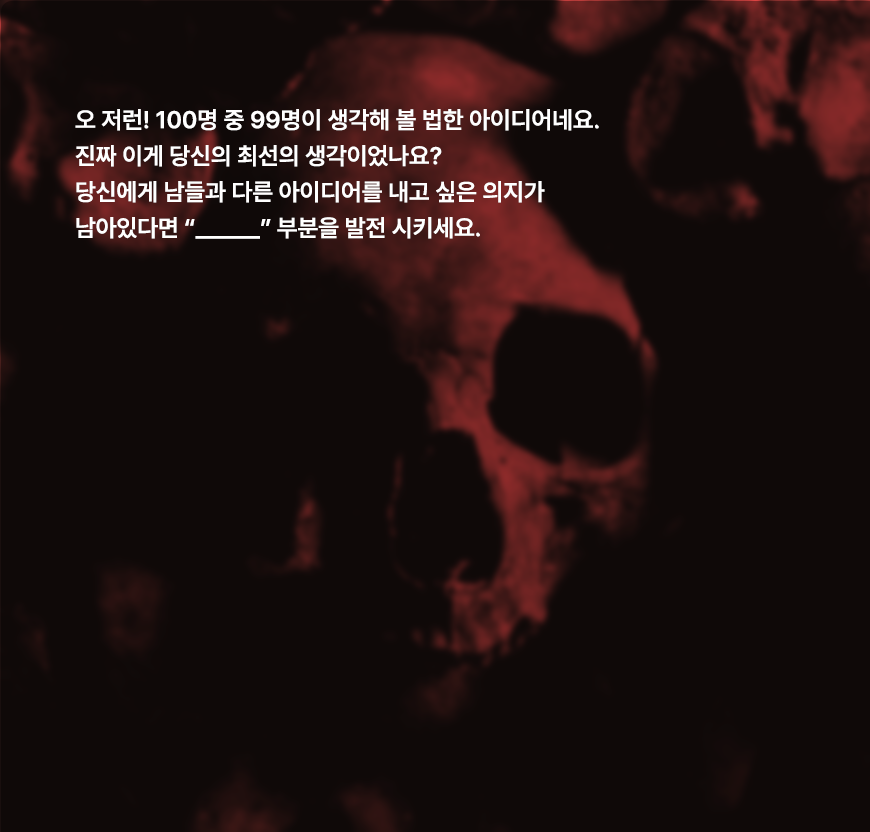 오 저런! 100명 중 99명이 생각해 볼 법한 아이디어네요.
진짜 이게 당신의 최선의 생각이었나요?
당신에게 남들과 다른 아이디어를 내고 싶은 의지가
남아있다면 “______” 부분을 발전 시키세요.